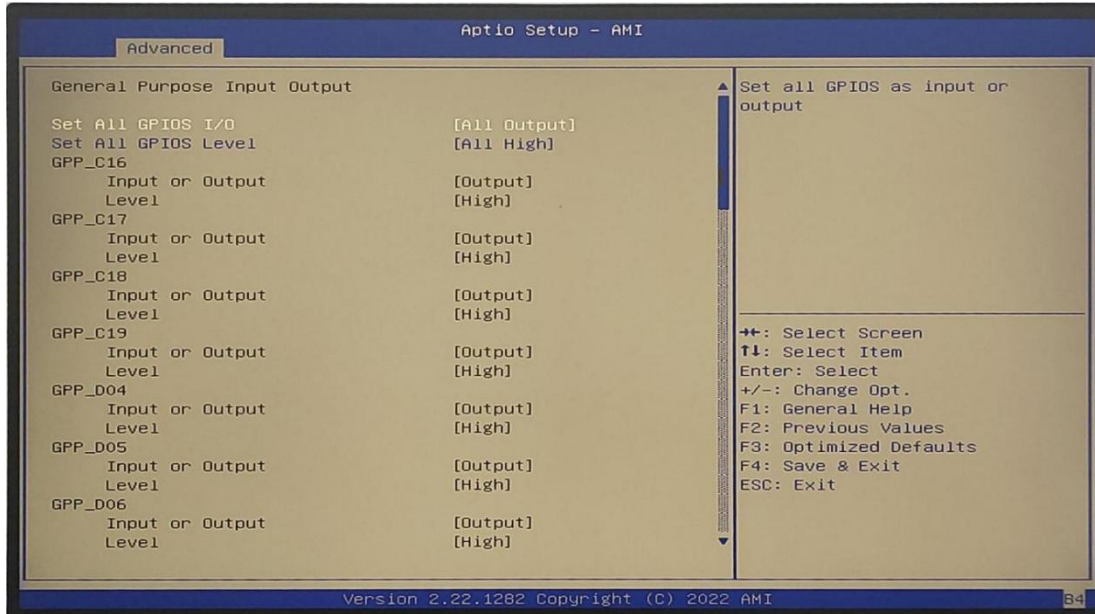 Aptio Setup – AMI
Advanced
General Purpose Input Output
Set All GPIOS I/O [All Output]
Set All GPIOS Level [All High]
GPP_C16
Input or Output [Output]
Level [High]
GPP_C17
Input or Output [Output]
Level [High]
GPP_C18
Input or Output [Output]
Level [High]
GPP_C19
Input or Output [Output]
Level [High]
GPP_D04
Input or Output [Output]
Level [High]
GPP_D05
Input or Output [Output]
Level [High]
GPP_D06
Input or Output [Output]
Level [High]
Set all GPIOS as input or
output
→←: Select Screen
↑↓: Select Item
Enter: Select
+/-: Change Opt.
F1: General Help
F2: Previous Values
F3: Optimized Defaults
F4: Save & Exit
ESC: Exit
Version 2.22.1282 Copyright (C) 2022 AMI
B4